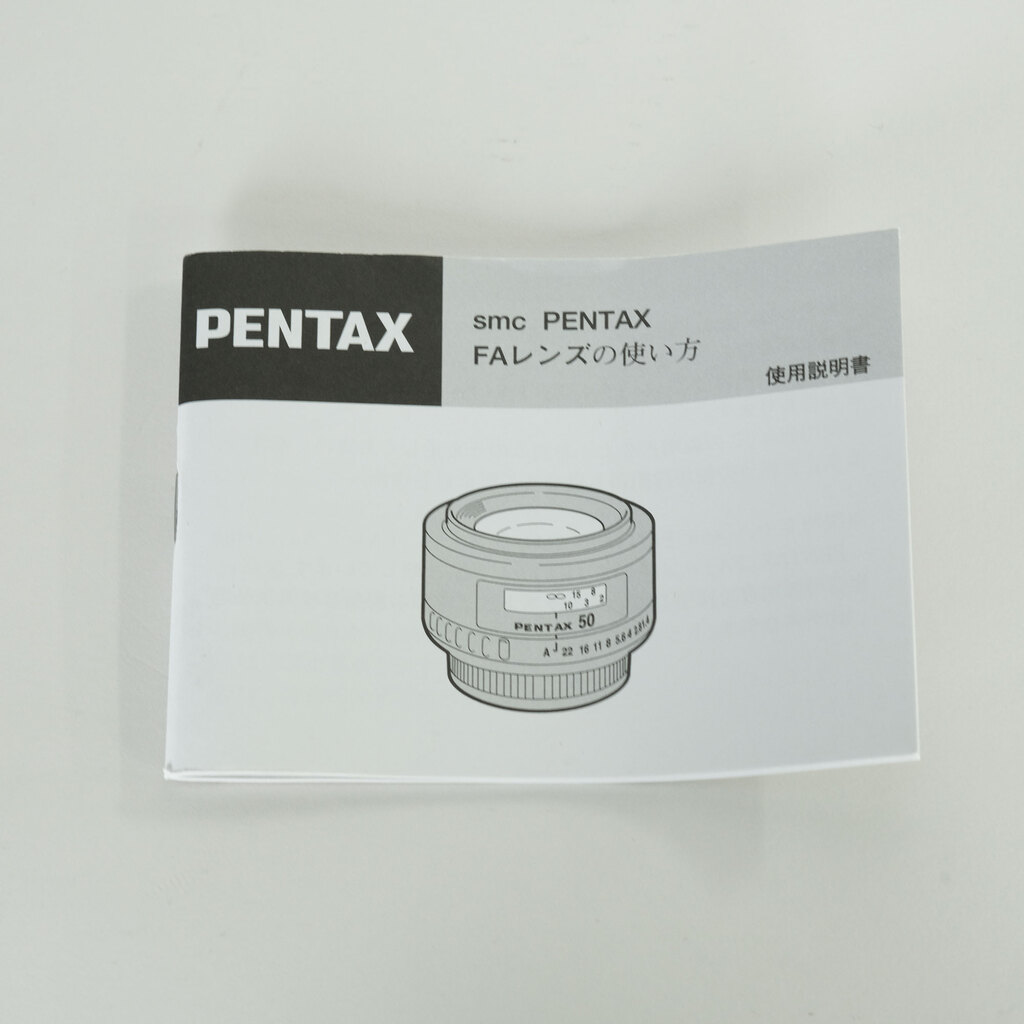 PENTAX
smc PENTAX
FAレンズの使い方
使用説明書
∞ 15 8
10 3 2
PENTAX 50
A 22 16 11 8 5.6 4 2.8 1.4